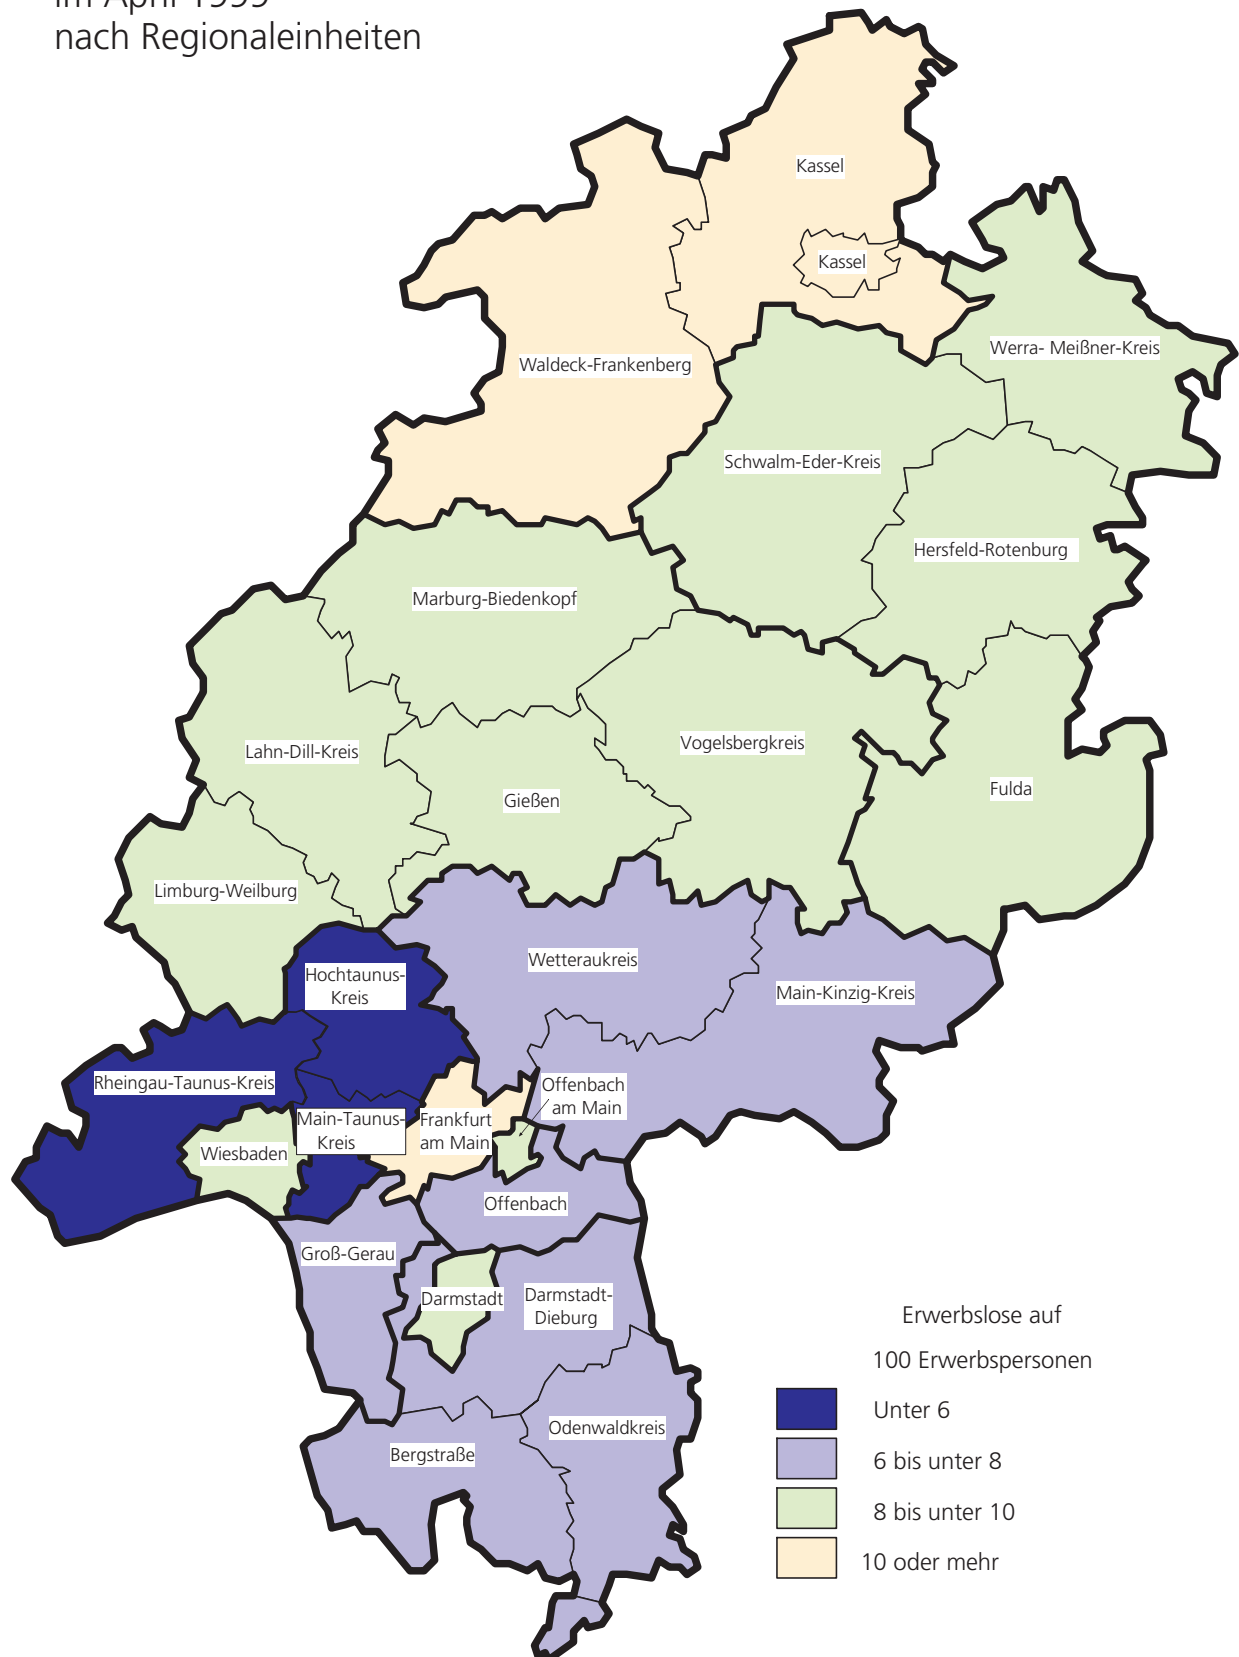 im April 1999
nach Regionaleinheiten
Kassel
Kassel
Werra- Meißner-Kreis
Waldeck-Frankenberg
Schwalm-Eder-Kreis
Hersfeld-Rotenburg
Marburg-Biedenkopf
Vogelsbergkreis
Lahn-Dill-Kreis
Fulda
Gießen
Limburg-Weilburg
Wetteraukreis
Hochtaunus-
Kreis
Main-Kinzig-Kreis
Rheingau-Taunus-Kreis
Offenbach
am Main
Main-Taunus-
Kreis
Frankfurt
am Main
Wiesbaden
Offenbach
Groß-Gerau
Darmstadt
Darmstadt-
Dieburg
Odenwaldkreis
Bergstraße
Erwerbslose auf
100 Erwerbspersonen
Unter 6
6 bis unter 8
8 bis unter 10
10 oder mehr